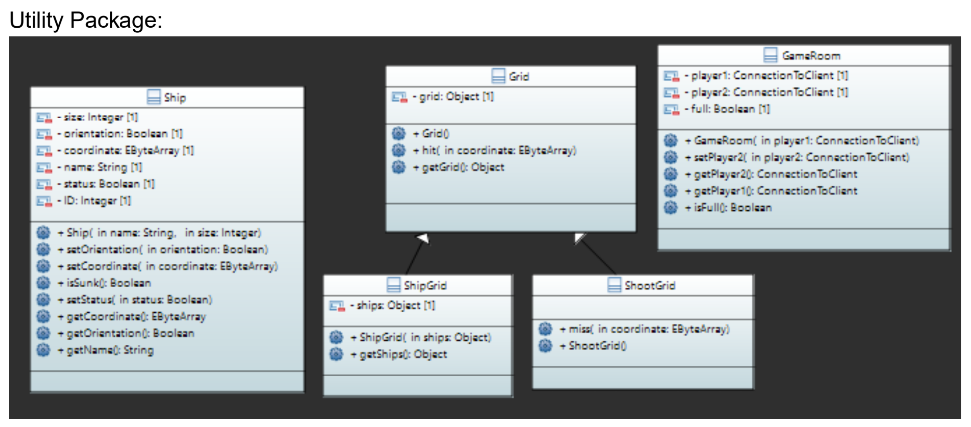 Utility Package:
Ship
- size: Integer [1]
- orientation: Boolean [1]
- coordinate: EByteArray [1]
- name: String [1]
- status: Boolean [1]
- ID: Integer [1]
+ Ship( in name: String, in size: Integer)
+ setOrientation( in orientation: Boolean)
+ setCoordinate( in coordinate: EByteArray)
+ isSunk(): Boolean
+ setStatus( in status: Boolean)
+ getCoordinate(): EByteArray
+ getOrientation(): Boolean
+ getName(): String
Grid
- grid: Object [1]
+ Grid()
+ hit( in coordinate: EByteArray)
+ getGrid(): Object
GameRoom
- player1: ConnectionToClient [1]
- player2: ConnectionToClient [1]
- full: Boolean [1]
+ GameRoom( in player1: ConnectionToClient)
+ setPlayer2( in player2: ConnectionToClient)
+ getPlayer2(): ConnectionToClient
+ getPlayer1(): ConnectionToClient
+ isFull(): Boolean
ShipGrid
- ships: Object [1]
+ ShipGrid( in ships: Object)
+ getShips(): Object
ShootGrid
+ miss( in coordinate: EByteArray)
+ ShootGrid()